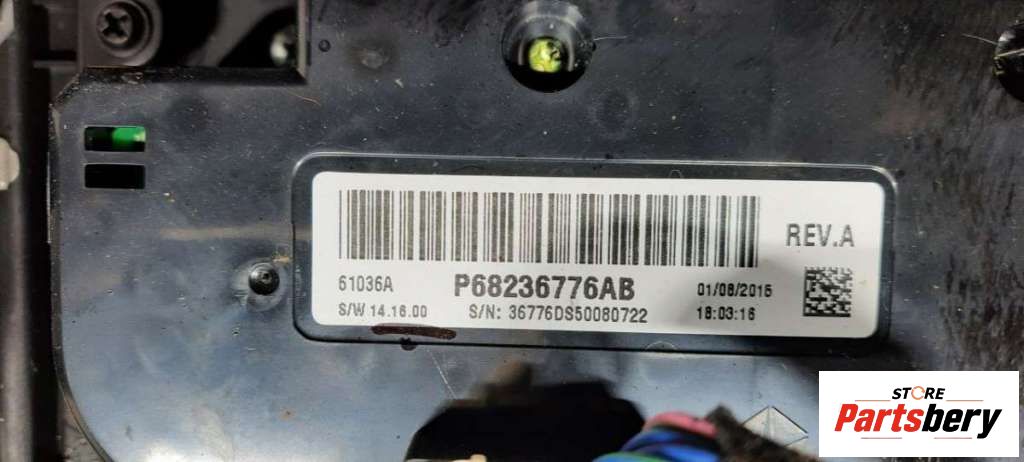 REV.A
61036A P68236776AB 01/08/2015
S/W 14.16.00 S/N: 36776DS50080722 18:03:16
STORE
Partsbery